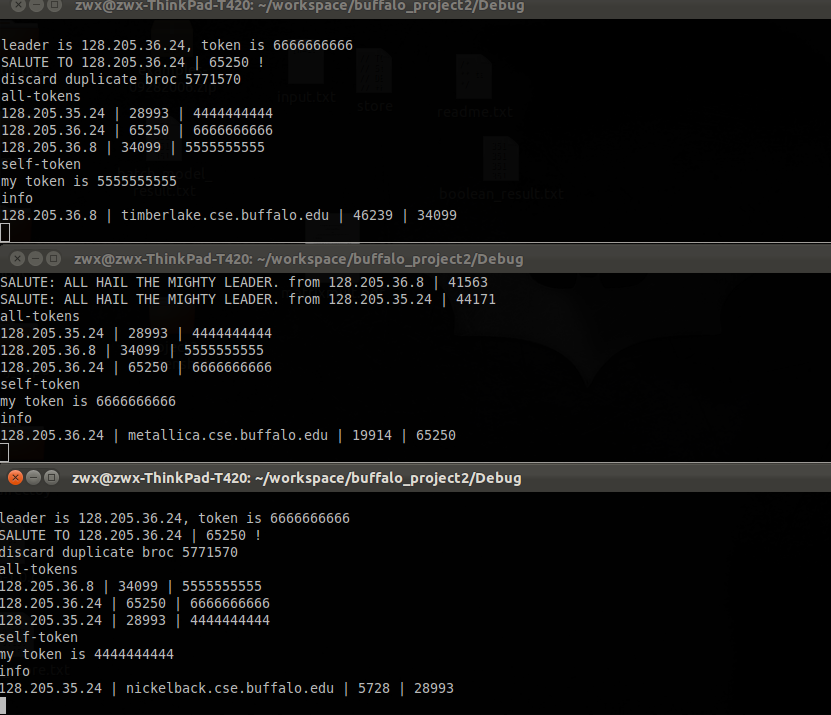 zwx@zwx-ThinkPad-T420: ~/workspace/buffalo_project2/Debug
leader is 128.205.36.24, token is 6666666666
SALUTE TO 128.205.36.24 | 65250 !
discard duplicate broc 5771570
all-tokens
128.205.35.24 | 28993 | 4444444444
128.205.36.24 | 65250 | 6666666666
128.205.36.8 | 34099 | 5555555555
self-token
my token is 5555555555
info
128.205.36.8 | timberlake.cse.buffalo.edu | 46239 | 34099
input.txt
store
readme.txt
boolean_result.txt
zwx@zwx-ThinkPad-T420: ~/workspace/buffalo_project2/Debug
SALUTE: ALL HAIL THE MIGHTY LEADER. from 128.205.36.8 | 41563
SALUTE: ALL HAIL THE MIGHTY LEADER. from 128.205.35.24 | 44171
all-tokens
128.205.35.24 | 28993 | 4444444444
128.205.36.8 | 34099 | 5555555555
128.205.36.24 | 65250 | 6666666666
self-token
my token is 6666666666
info
128.205.36.24 | metallica.cse.buffalo.edu | 19914 | 65250
zwx@zwx-ThinkPad-T420: ~/workspace/buffalo_project2/Debug
leader is 128.205.36.24, token is 6666666666
SALUTE TO 128.205.36.24 | 65250 !
discard duplicate broc 5771570
all-tokens
128.205.36.8 | 34099 | 5555555555
128.205.36.24 | 65250 | 6666666666
128.205.35.24 | 28993 | 4444444444
self-token
my token is 4444444444
info
128.205.35.24 | nickelback.cse.buffalo.edu | 5728 | 28993